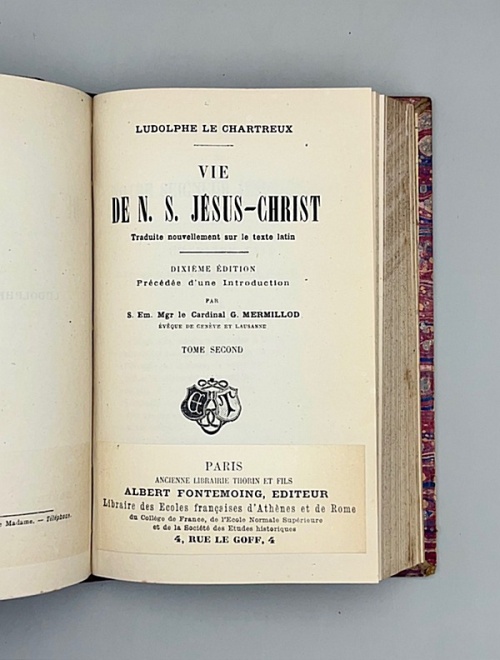 LUDOLPHE LE CHARTREUX
VIE
DE N. S. JÉSUS-CHRIST
Traduite nouvellement sur le texte latin
DIXIÈME ÉDITION
Précédée d'une Introduction
PAR
S. Em. Mgr le Cardinal G. MERMILLOD
ÉVÊQUE DE GENÈVE ET LAUSANNE
TOME SECOND
E T
PARIS
ANCIENNE LIBRAIRIE THORIN ET FILS
ALBERT FONTEMOING, EDITEUR
Libraire des Ecoles françaises d'Athènes et de Rome
du Collège de France, de l'Ecole Normale Supérieure
et de la Société des Etudes historiques
4, RUE LE GOFF, 4
Madame. — Téléphone.